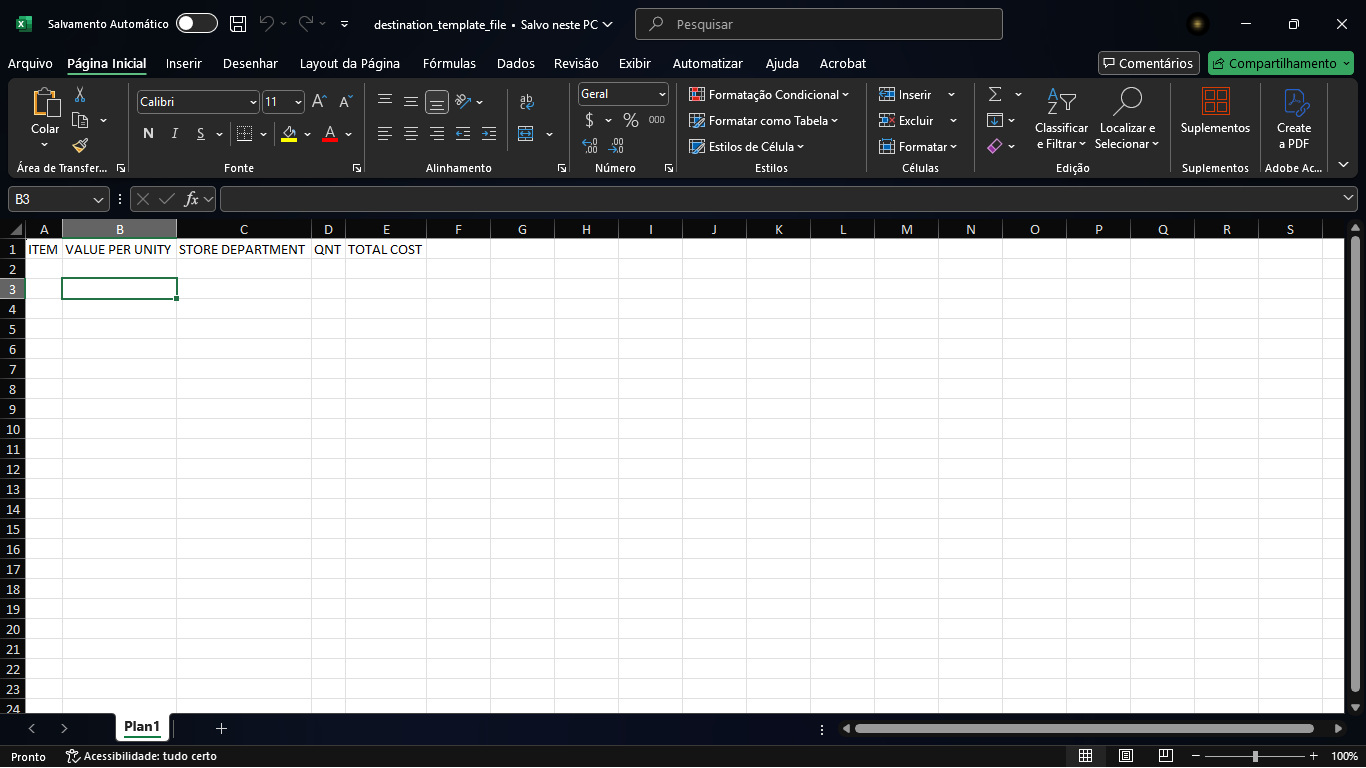 Salvamento Automático destination_template_file • Salvo neste PC Pesquisar
Arquivo Página Inicial Inserir Desenhar Layout da Página Fórmulas Dados Revisão Exibir Automatizar Ajuda Acrobat Comentários Compartilhamento
Colar
Área de Transfer...
Calibri 11
N I S
Fonte
ab
Alinhamento
Geral
$ % 000
Número
Formatação Condicional
Formatar como Tabela
Estilos de Célula
Estilos
Inserir
Excluir
Formatar
Células
Classificar
e Filtrar
Localizar e
Selecionar
Edição
Suplementos
Suplementos
Create
a PDF
Adobe Ac...
B3 fx
A B C D E F G H I J K L M N O P Q R S
1 ITEM VALUE PER UNITY STORE DEPARTMENT QNT TOTAL COST
2
3
4
5
6
7
8
9
10
11
12
13
14
15
16
17
18
19
20
21
22
23
24
Plan1
Pronto Acessibilidade: tudo certo 100%